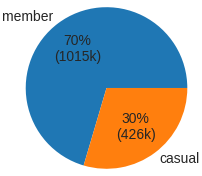 member
70%
(1015k)
30%
(426k)
casual